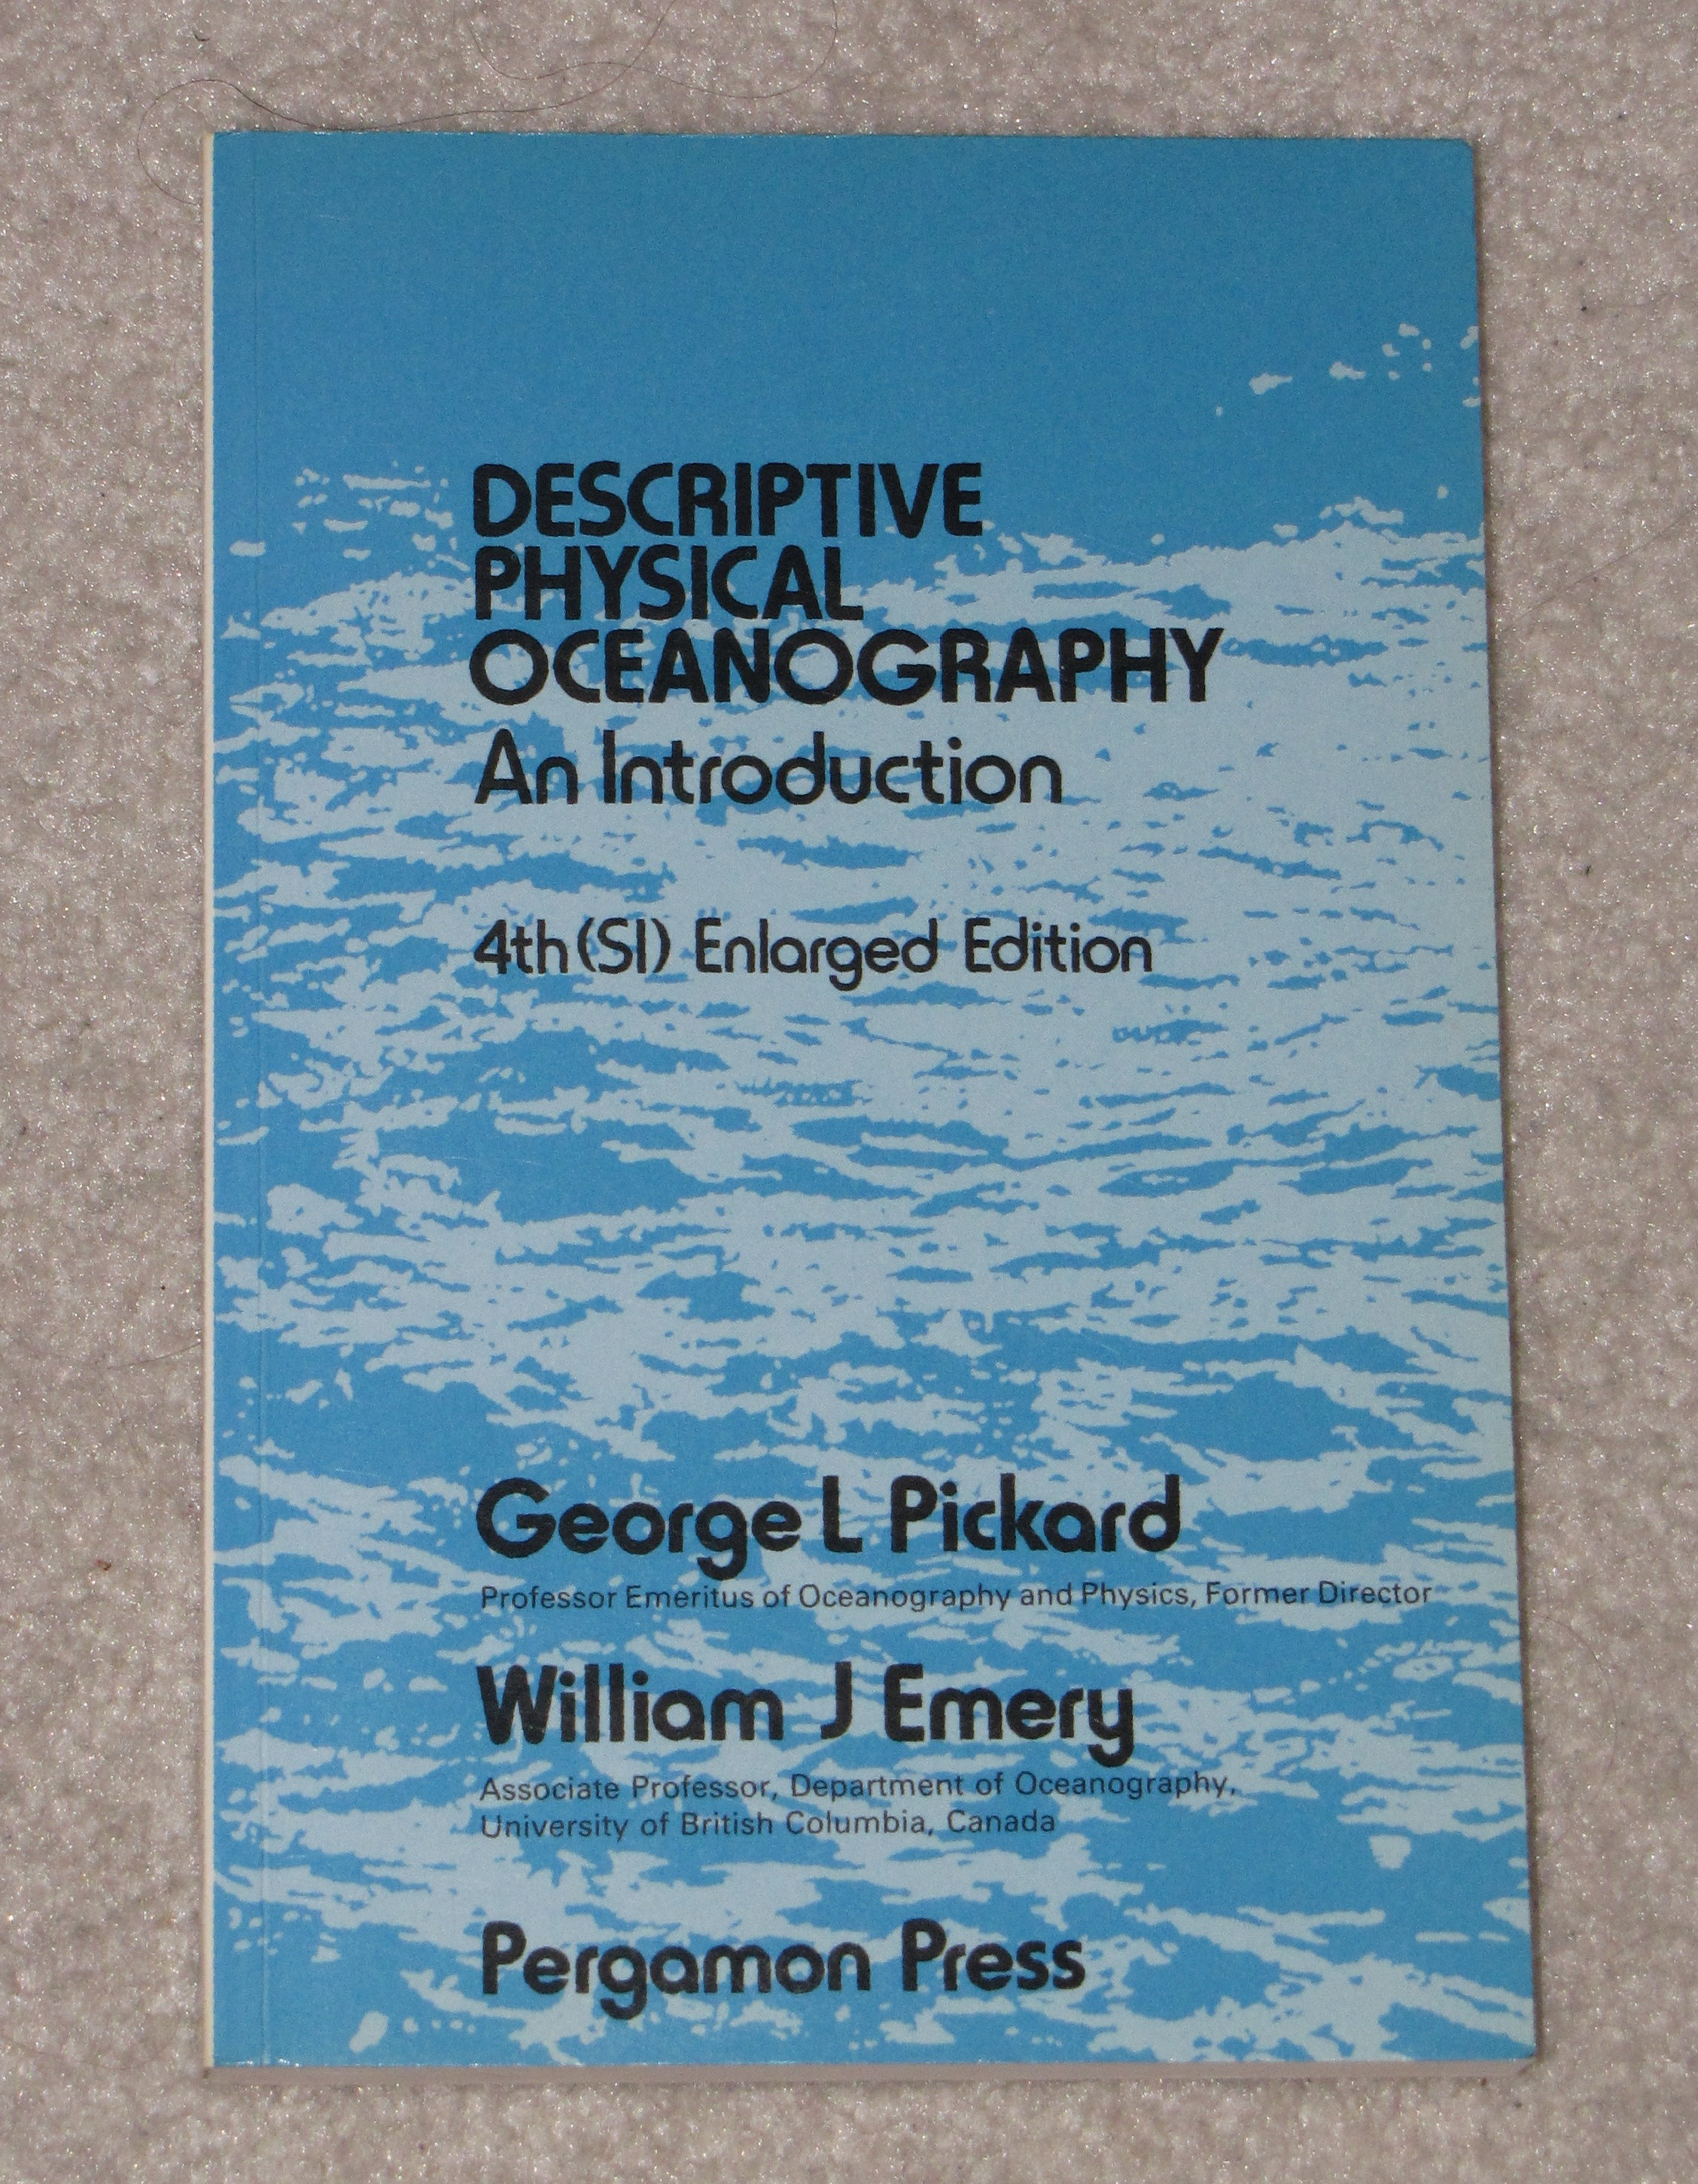 DESCRIPTIVE
PHYSICAL
OCEANOGRAPHY
An Introduction
4th (SI) Enlarged Edition
George L Pickard
Professor Emeritus of Oceanography and Physics, Former Director
William J Emery
Associate Professor, Department of Oceanography,
University of British Columbia, Canada
Pergamon Press